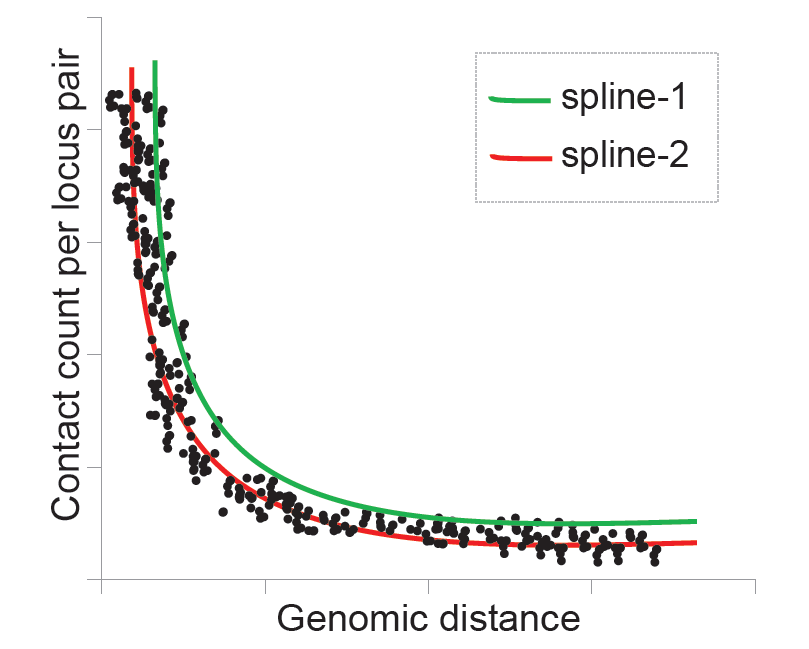 Contact count per locus pair
spline-1
spline-2
Genomic distance